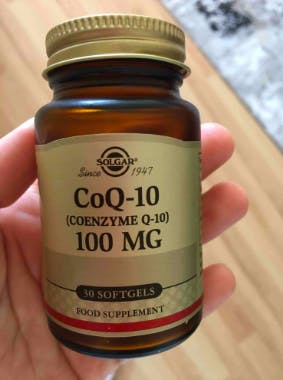 SOLGAR
Since 1947
CoQ-10
(COENZYME Q-10)
100 MG
30 SOFTGELS
FOOD SUPPLEMENT